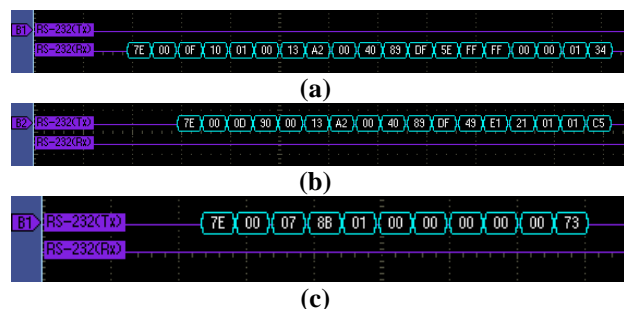 B1 RS-232(Tx)
RS-232(Rx) 7E 00 0F 10 01 00 13 A2 00 40 89 DF 5E FF FF 00 00 01 34
(a)
B2 RS-232(Tx) 7E 00 0D 90 00 13 A2 00 40 89 DF 49 E1 21 01 01 C5
RS-232(Rx)
(b)
B1 RS-232(Tx) 7E 00 07 8B 01 00 00 00 00 00 73
RS-232(Rx)
(c)